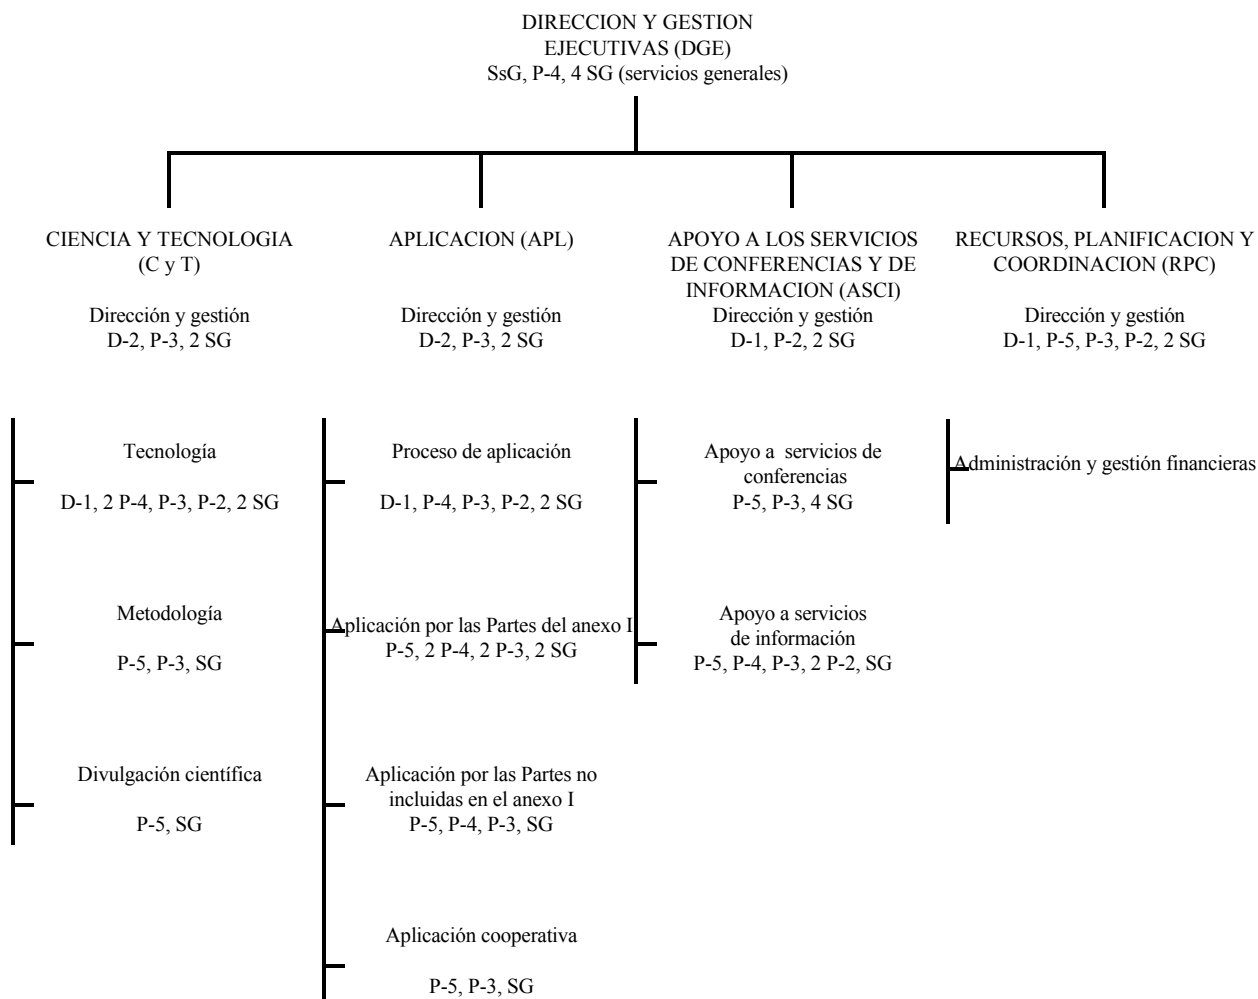 DIRECCION Y GESTION
EJECUTIVAS (DGE)
SsG, P-4, 4 SG (servicios generales)
CIENCIA Y TECNOLOGIA
(C y T)
Dirección y gestión
D-2, P-3, 2 SG
APLICACION (APL)
Dirección y gestión
D-2, P-3, 2 SG
APOYO A LOS SERVICIOS
DE CONFERENCIAS Y DE
INFORMACION (ASCI)
Dirección y gestión
D-1, P-2, 2 SG
RECURSOS, PLANIFICACION Y
COORDINACION (RPC)
Dirección y gestión
D-1, P-5, P-3, P-2, 2 SG
Tecnología
D-1, 2 P-4, P-3, P-2, 2 SG
Metodología
P-5, P-3, SG
Divulgación científica
P-5, SG
Proceso de aplicación
D-1, P-4, P-3, P-2, 2 SG
Aplicación por las Partes del anexo I
P-5, 2 P-4, 2 P-3, 2 SG
Aplicación por las Partes no
incluidas en el anexo I
P-5, P-4, P-3, SG
Aplicación cooperativa
P-5, P-3, SG
Apoyo a servicios de
conferencias
P-5, P-3, 4 SG
Apoyo a servicios
de información
P-5, P-4, P-3, 2 P-2, SG
Administración y gestión financieras